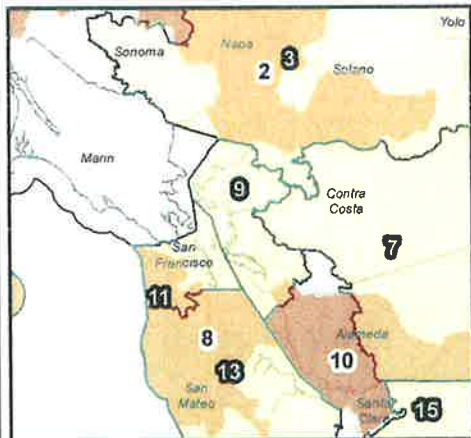 Yolo
Napa
Sonoma
3
2
Solano
Marin
9
Contra
Costa
7
San
Francisco
11
8
Alameda
10
13
San
Mateo
Santa
Clara
15